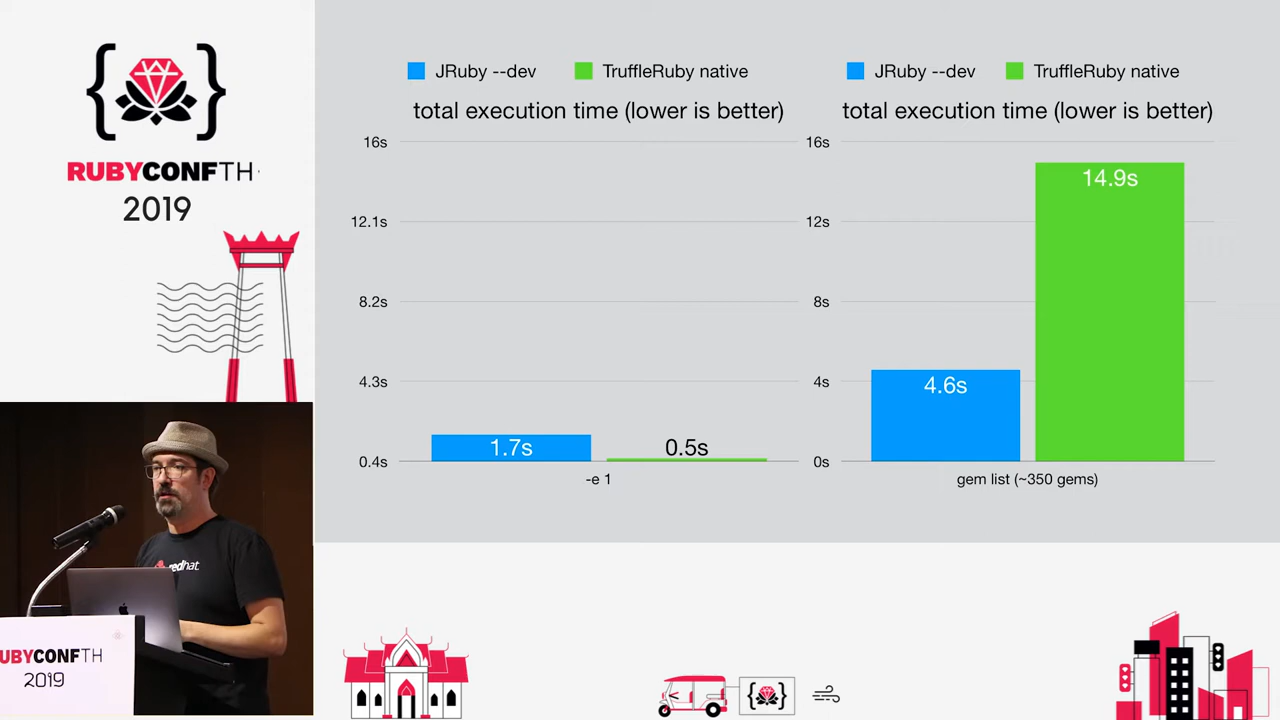 RUBYCONFTH
2019
JRuby --dev
TruffleRuby native
total execution time (lower is better)
16s
12.1s
8.2s
4.3s
0.4s
1.7s
0.5s
-e 1
JRuby --dev
TruffleRuby native
total execution time (lower is better)
16s
12s
8s
4s
0s
4.6s
14.9s
gem list (~350 gems)
redhat
UBYCONFTH
2019